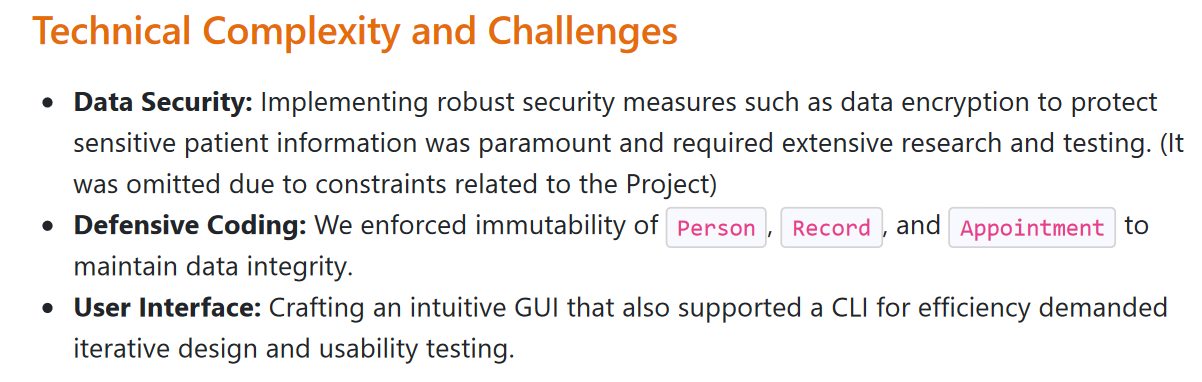 Technical Complexity and Challenges
• Data Security: Implementing robust security measures such as data encryption to protect
sensitive patient information was paramount and required extensive research and testing. (It
was omitted due to constraints related to the Project)
• Defensive Coding: We enforced immutability of Person, Record, and Appointment to
maintain data integrity.
• User Interface: Crafting an intuitive GUI that also supported a CLI for efficiency demanded
iterative design and usability testing.